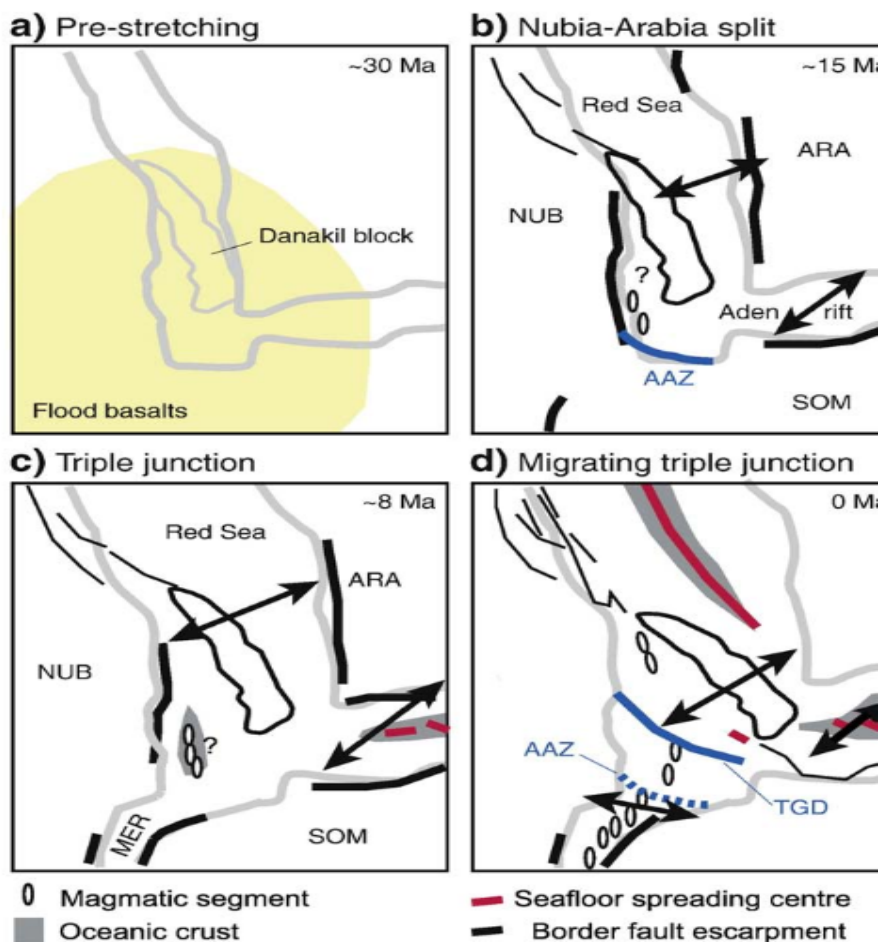 a) Pre-stretching
~30 Ma
Danakil block
Flood basalts
b) Nubia-Arabia split
~15 Ma
Red Sea
ARA
NUB
?
Aden rift
AAZ
SOM
c) Triple junction
~8 Ma
Red Sea
ARA
NUB
?
MER
SOM
d) Migrating triple junction
0 Ma
AAZ
TGD
Magmatic segment
Oceanic crust
Seafloor spreading centre
Border fault escarpment